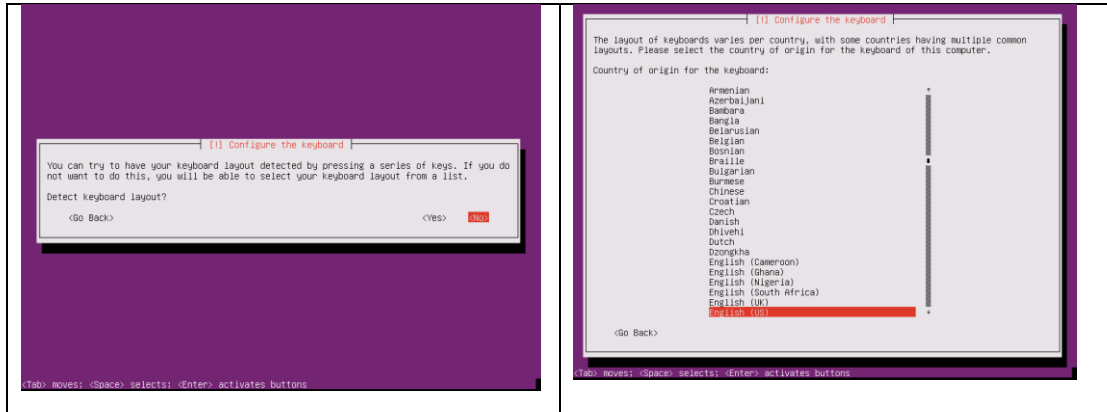 [!] Configure the keyboard
You can try to have your keyboard layout detected by pressing a series of keys. If you do
not want to do this, you will be able to select your keyboard layout from a list.
Detect keyboard layout?
<Go Back> <Yes> <No>
<Tab> moves; <Space> selects; <Enter> activates buttons
[!] Configure the keyboard
The layout of keyboards varies per country, with some countries having multiple common
layouts. Please select the country of origin for the keyboard of this computer.
Country of origin for the keyboard:
Armenian
Azerbaijani
Bambara
Bangla
Belarusian
Belgian
Bosnian
Braille
Bulgarian
Burmese
Chinese
Croatian
Czech
Danish
Dhivehi
Dutch
Dzongkha
English (Cameroon)
English (Ghana)
English (Nigeria)
English (South Africa)
English (UK)
English (US)
<Go Back>
<Tab> moves; <Space> selects; <Enter> activates buttons